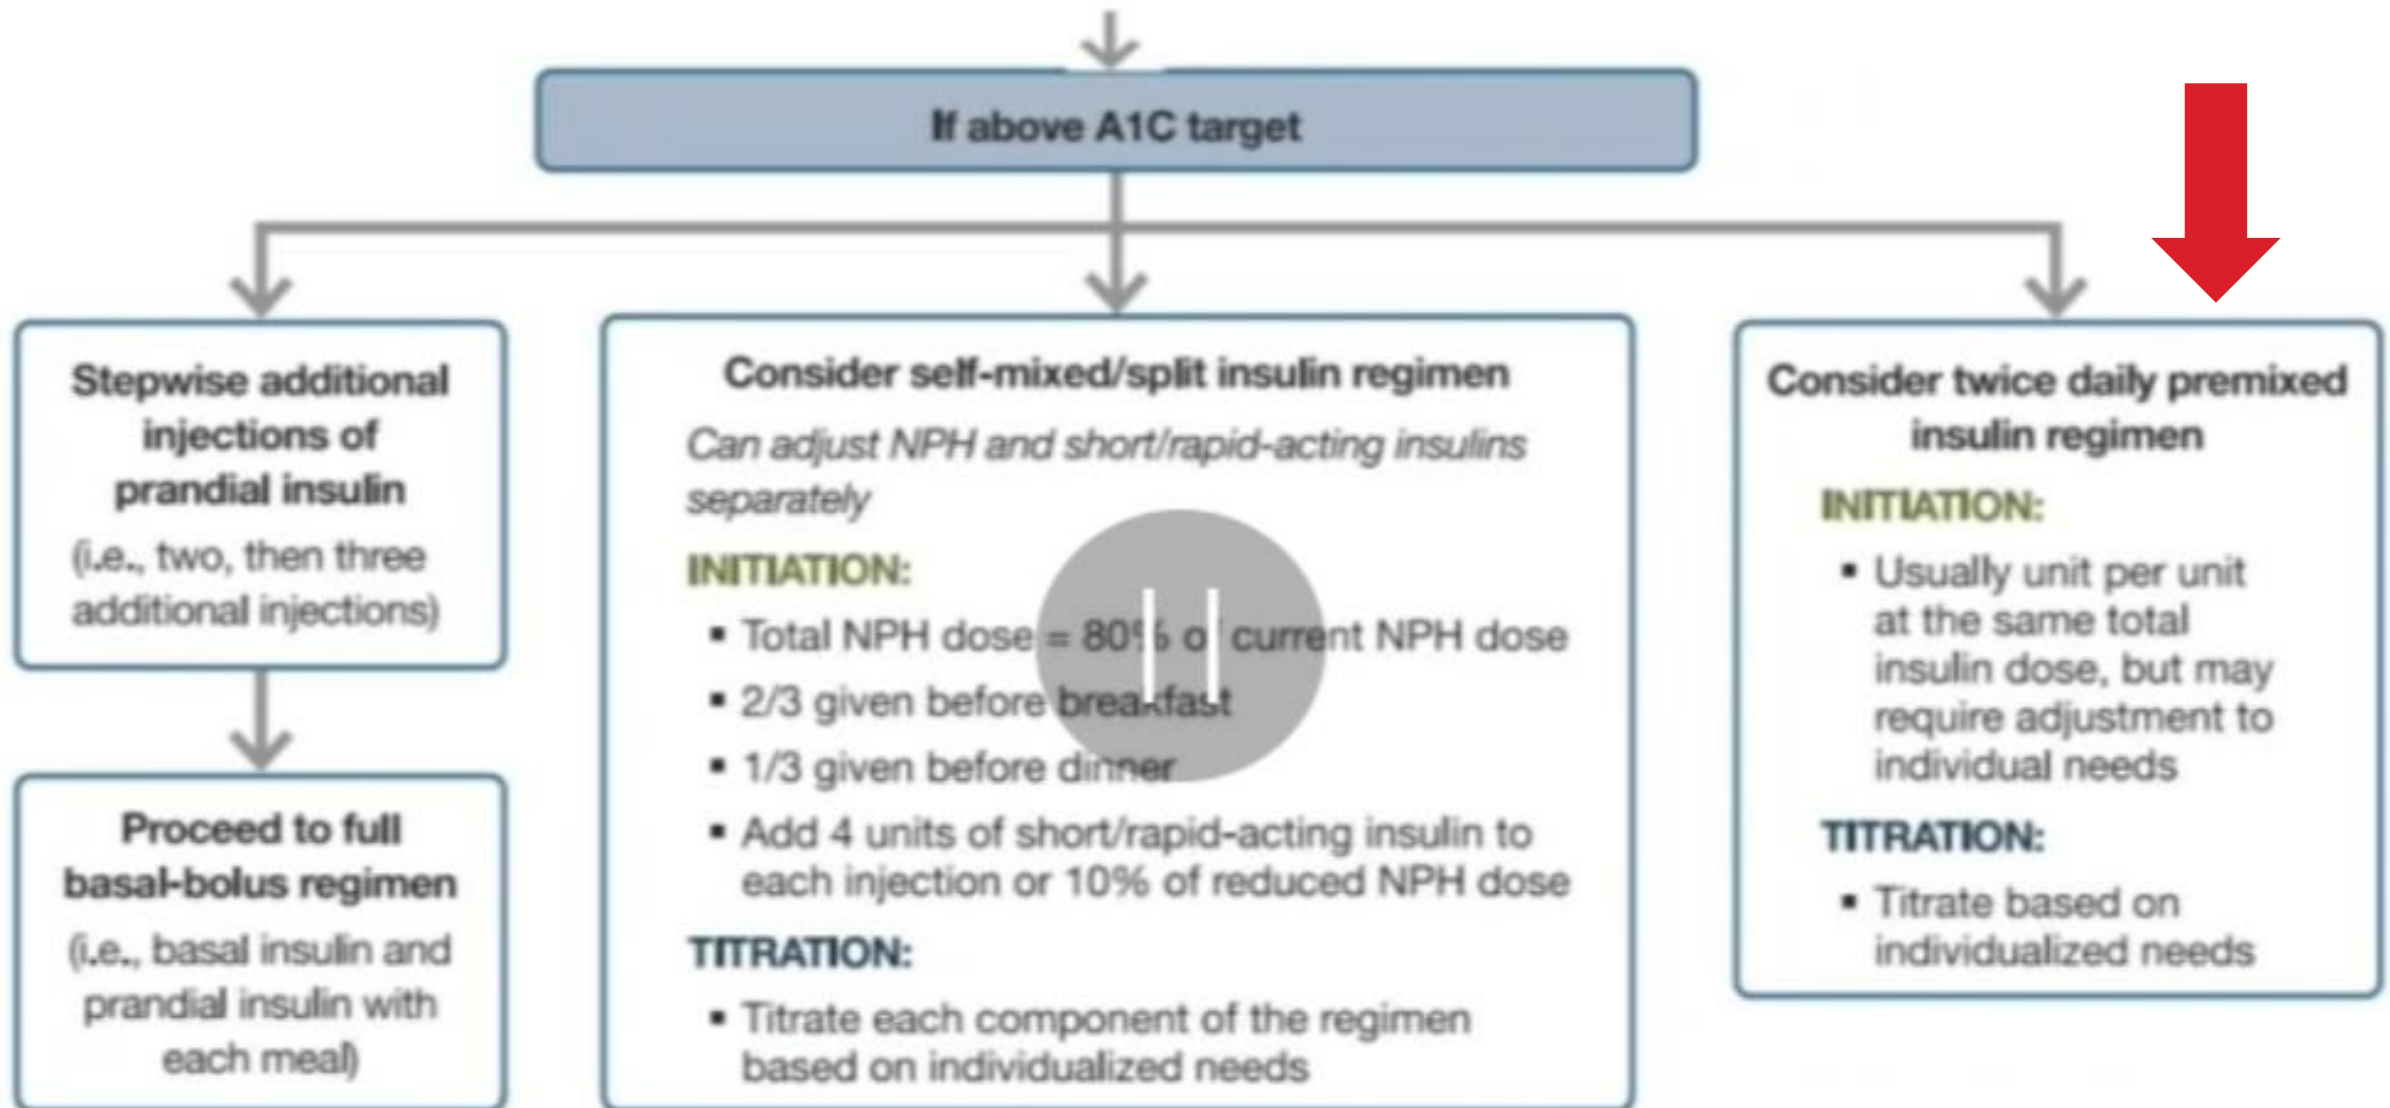 If above A1C target
Stepwise additional
injections of
prandial insulin
(i.e., two, then three
additional injections)
Proceed to full
basal-bolus regimen
(i.e., basal insulin and
prandial insulin with
each meal)
Consider self-mixed/split insulin regimen
Can adjust NPH and short/rapid-acting insulins
separately
INITIATION:
▪ Total NPH dose = 80% of current NPH dose
▪ 2/3 given before breakfast
▪ 1/3 given before dinner
▪ Add 4 units of short/rapid-acting insulin to
each injection or 10% of reduced NPH dose
TITRATION:
▪ Titrate each component of the regimen
based on individualized needs
Consider twice daily premixed
insulin regimen
INITIATION:
▪ Usually unit per unit
at the same total
insulin dose, but may
require adjustment to
individual needs
TITRATION:
▪ Titrate based on
individualized needs